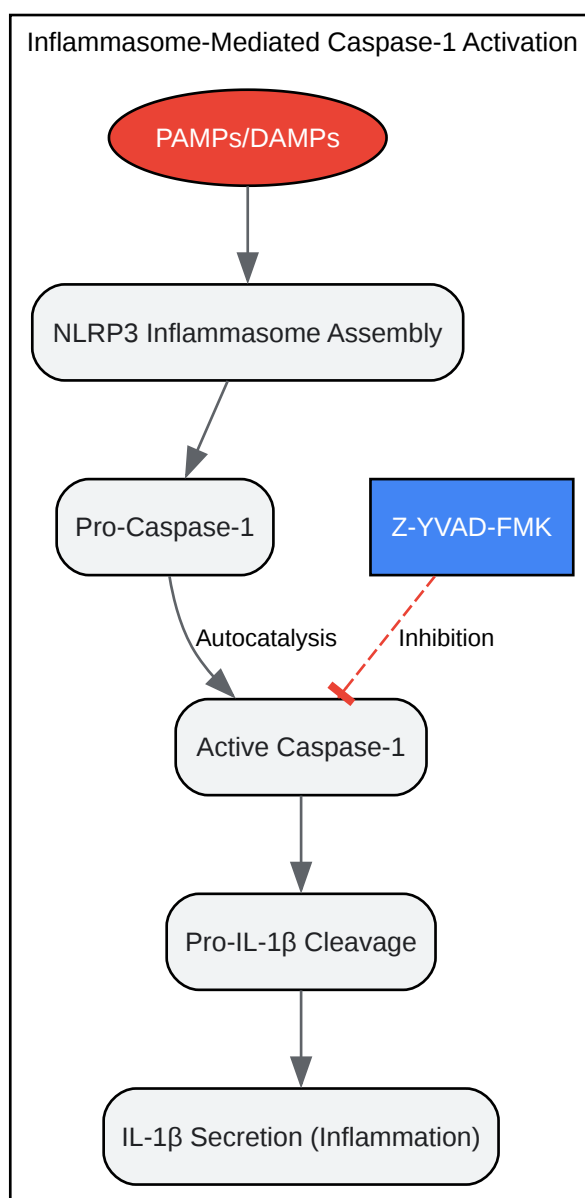 Inflammasome-Mediated Caspase-1 Activation
PAMPs/DAMPs
NLRP3 Inflammasome Assembly
Pro-Caspase-1
Z-YVAD-FMK
Autocatalysis
Inhibition
Active Caspase-1
Pro-IL-1β Cleavage
IL-1β Secretion (Inflammation)